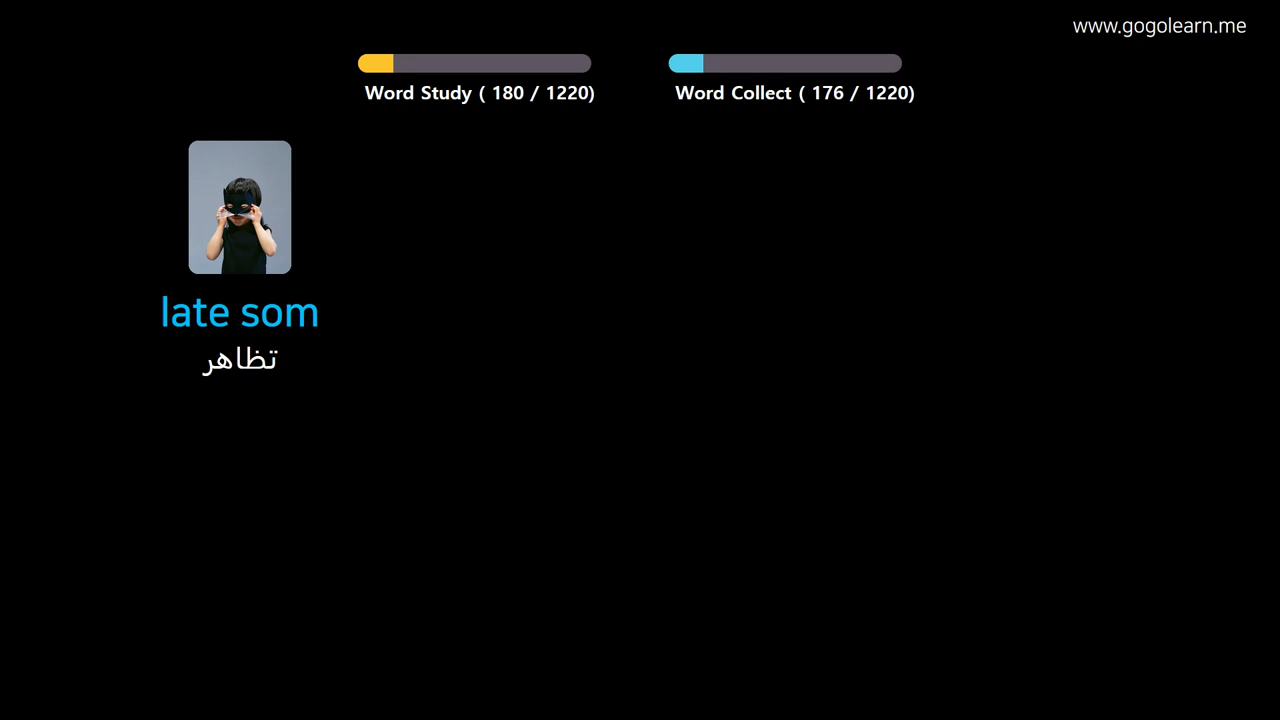 www.gogolearn.me
Word Study ( 180 / 1220)
Word Collect ( 176 / 1220)
late som
تظاهر